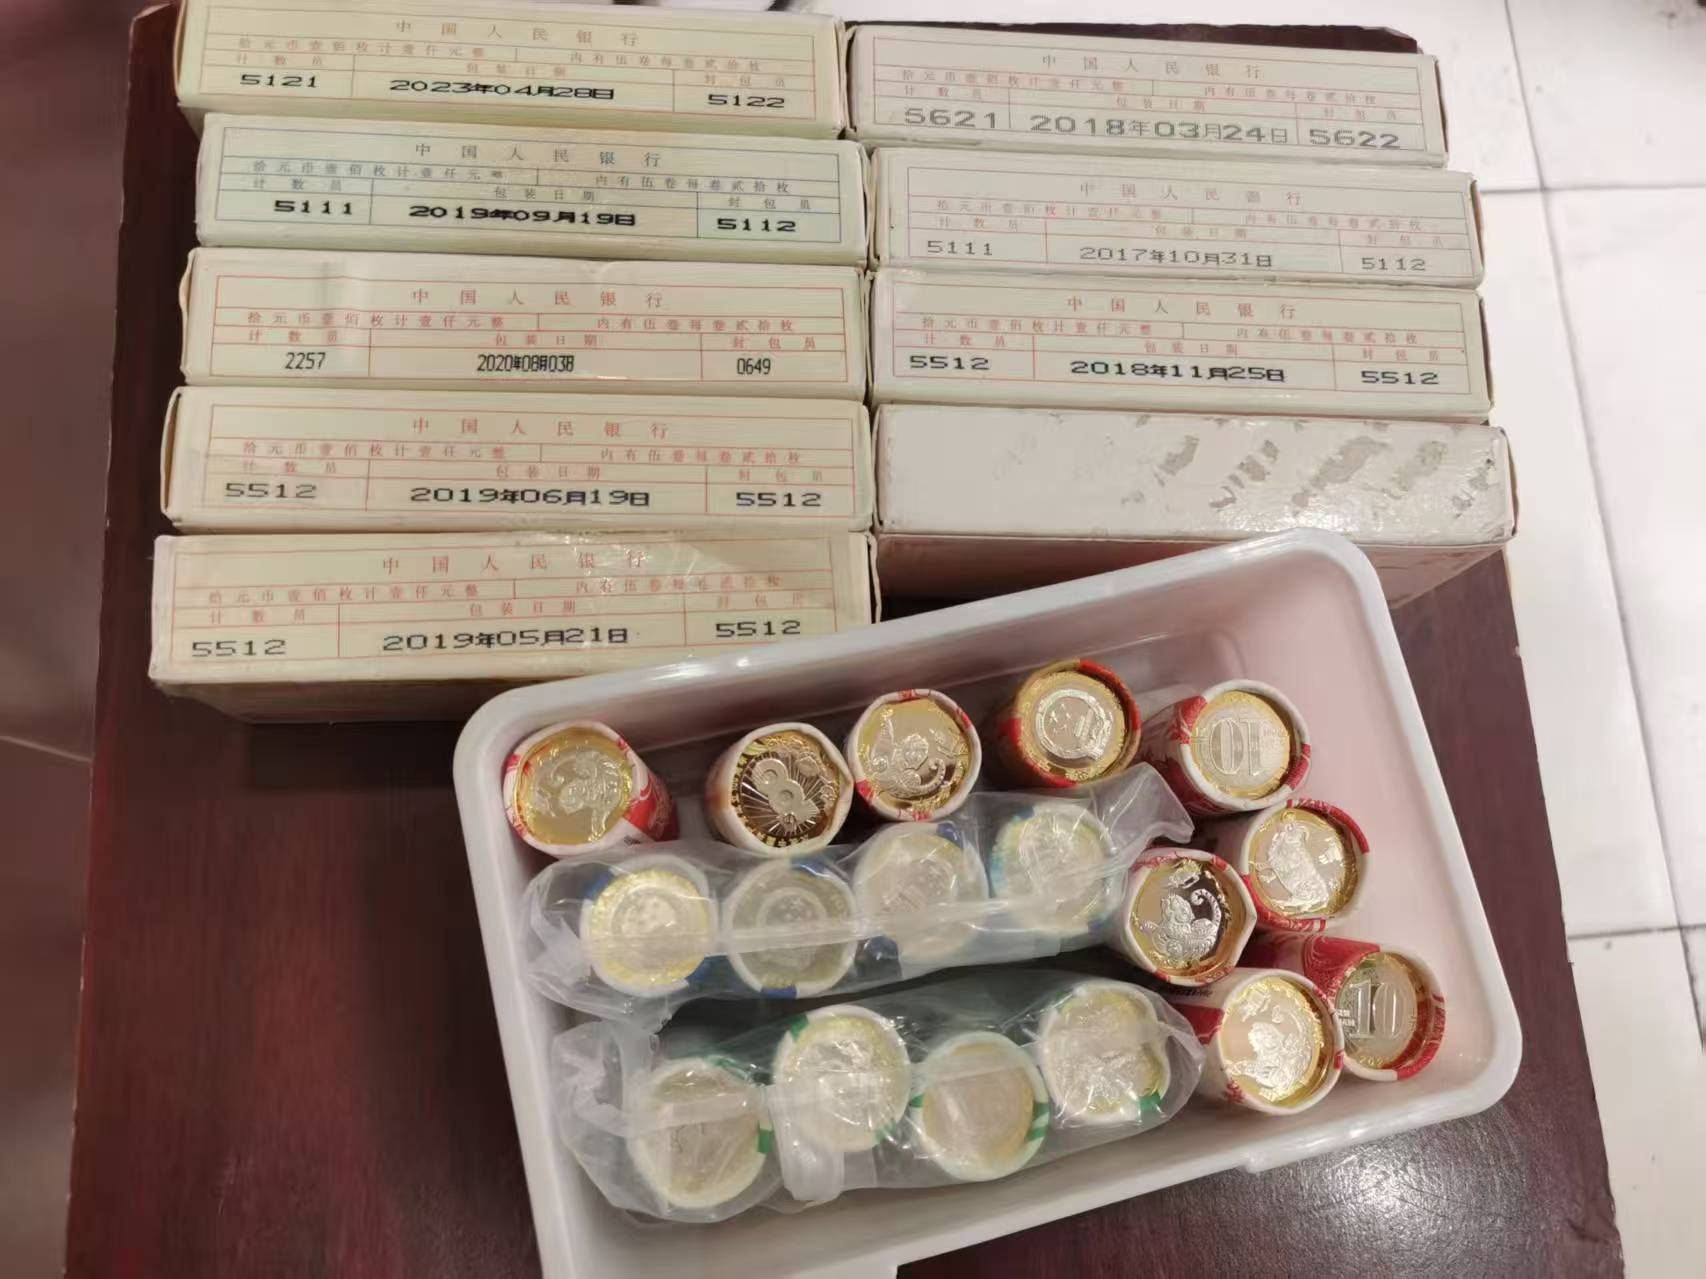 中国人民银行
拾元币壹佰枚计壹仟元整 内有伍卷每卷贰拾枚
计数员 包装日期 封包员
5121 2023年04月28日 5122
中国人民银行
拾元币壹佰枚计壹仟元整 内有伍卷每卷贰拾枚
计数员 包装日期 封包员
5111 2019年09月19日 5112
中国人民银行
拾元币壹佰枚计壹仟元整 内有伍卷每卷贰拾枚
计数员 包装日期 封包员
2257 2020年08月03日 0649
中国人民银行
拾元币壹佰枚计壹仟元整 内有伍卷每卷贰拾枚
计数员 包装日期 封包员
5512 2019年06月19日 5512
中国人民银行
拾元币壹佰枚计壹仟元整 内有伍卷每卷贰拾枚
计数员 包装日期 封包员
5512 2019年05月21日 5512
中国人民银行
拾元币壹佰枚计壹仟元整 内有伍卷每卷贰拾枚
计数员 包装日期 封包员
5621 2018年03月24日 5622
中国人民银行
拾元币壹佰枚计壹仟元整 内有伍卷每卷贰拾枚
计数员 包装日期 封包员
5111 2017年10月31日 5112
中国人民银行
拾元币壹佰枚计壹仟元整 内有伍卷每卷贰拾枚
计数员 包装日期 封包员
5512 2018年11月25日 5512
10
10